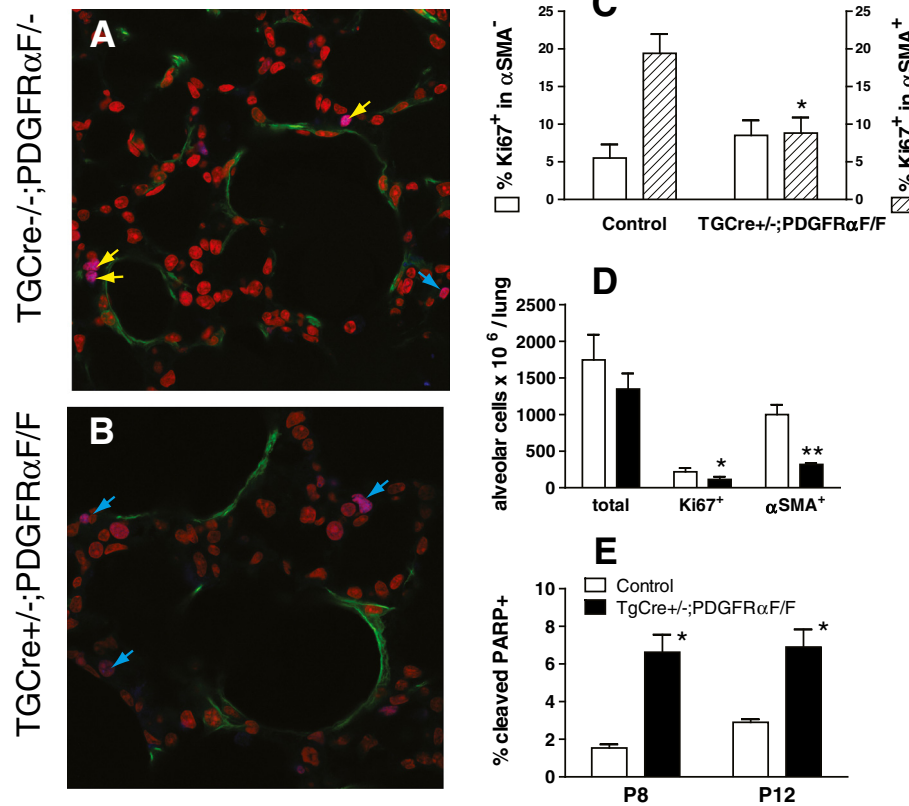 TGCre-/-;PDGFRαF/-
A
TGCre+/-;PDGFRαF/F
B
C
% Ki67+ in αSMA-
25
20
15
10
5
0
25
20
15
10
5
0
% Ki67+ in αSMA+
*
Control
TGCre+/-;PDGFRαF/F
D
alveolar cells x 10 6 / lung
2500
2000
1500
1000
500
0
*
**
total
Ki67+
αSMA+
E
% cleaved PARP+
10
8
6
4
2
0
Control
TgCre+/-;PDGFRαF/F
*
*
P8
P12